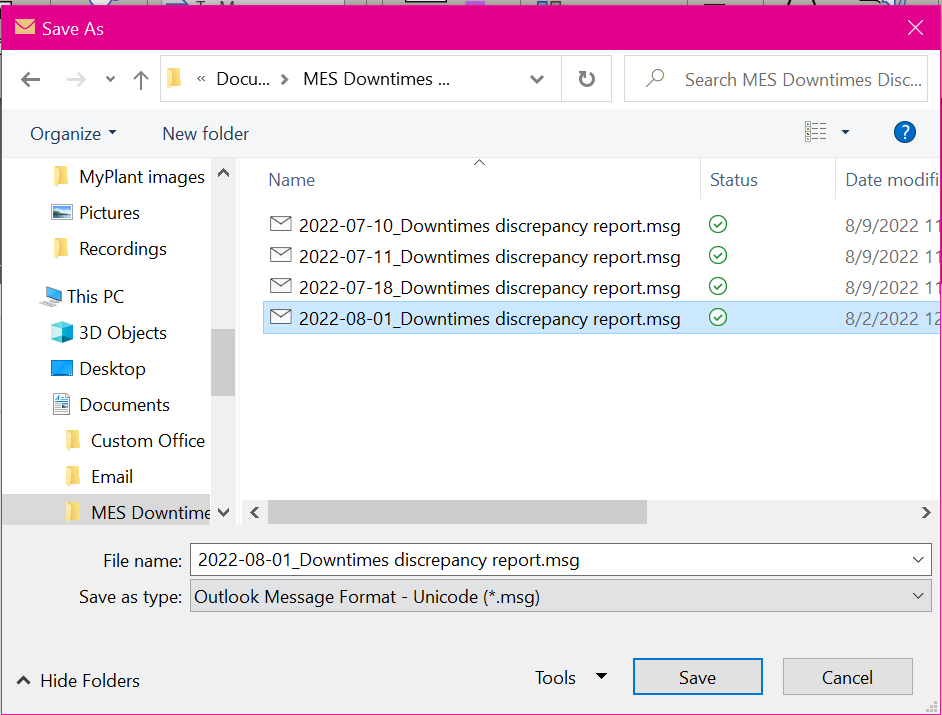 Save As
« Docu... > MES Downtimes ...
Search MES Downtimes Disc...
Organize
New folder
?
MyPlant images
Pictures
Recordings
This PC
3D Objects
Desktop
Documents
Custom Office
Email
MES Downtime
Name Status Date modifi
2022-07-10_Downtimes discrepancy report.msg 8/9/2022 11
2022-07-11_Downtimes discrepancy report.msg 8/9/2022 11
2022-07-18_Downtimes discrepancy report.msg 8/9/2022 11
2022-08-01_Downtimes discrepancy report.msg 8/2/2022 12
File name: 2022-08-01_Downtimes discrepancy report.msg
Save as type: Outlook Message Format - Unicode (*.msg)
Hide Folders
Tools
Save
Cancel